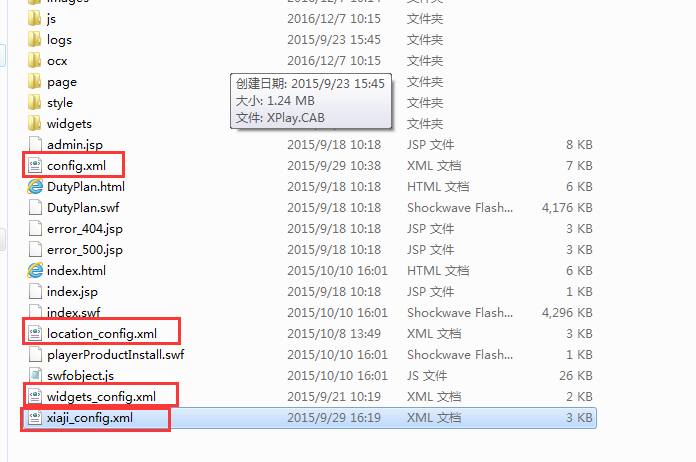 images 2016/12/7 10:14 文件夹
js 2016/12/7 10:14 文件夹
logs 2015/9/23 15:45 文件夹
ocx 2016/12/7 10:15 文件夹
page 文件夹
创建日期: 2015/9/23 15:45
大小: 1.24 MB
文件: XPlay.CAB
style 文件夹
widgets 文件夹
admin.jsp 2015/9/18 10:18 JSP 文件 8 KB
config.xml 2015/9/29 10:38 XML 文档 7 KB
DutyPlan.html 2015/9/18 10:18 HTML 文档 6 KB
DutyPlan.swf 2015/9/18 10:18 Shockwave Flash... 4,176 KB
error_404.jsp 2015/9/18 10:18 JSP 文件 3 KB
error_500.jsp 2015/9/18 10:18 JSP 文件 3 KB
index.html 2015/10/10 16:01 HTML 文档 6 KB
index.jsp 2015/9/18 10:18 JSP 文件 1 KB
index.swf 2015/10/10 16:01 Shockwave Flash... 4,296 KB
location_config.xml 2015/10/8 13:49 XML 文档 3 KB
playerProductInstall.swf 2015/10/10 16:01 Shockwave Flash... 1 KB
swfobject.js 2015/10/10 16:01 JS 文件 26 KB
widgets_config.xml 2015/9/21 10:19 XML 文档 2 KB
xiaji_config.xml 2015/9/29 16:19 XML 文档 3 KB